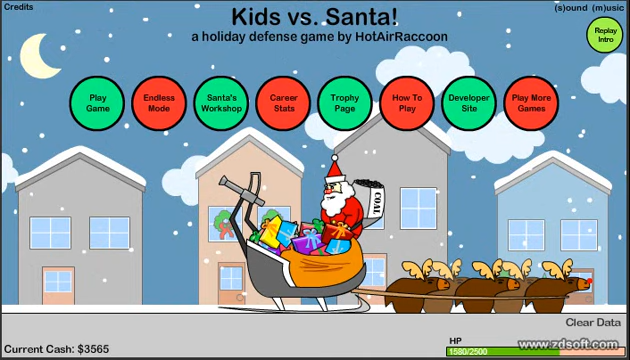 Credits
(s)ound (m)usic
Kids vs. Santa!
a holiday defense game by HotAirRaccoon
Replay
Intro
Play
Game
Endless
Mode
Santa's
Workshop
Career
Stats
Trophy
Page
How To
Play
Developer
Site
Play More
Games
COAL
Clear Data
Current Cash: $3565
HP
1580/2500
www.zdsoft.com